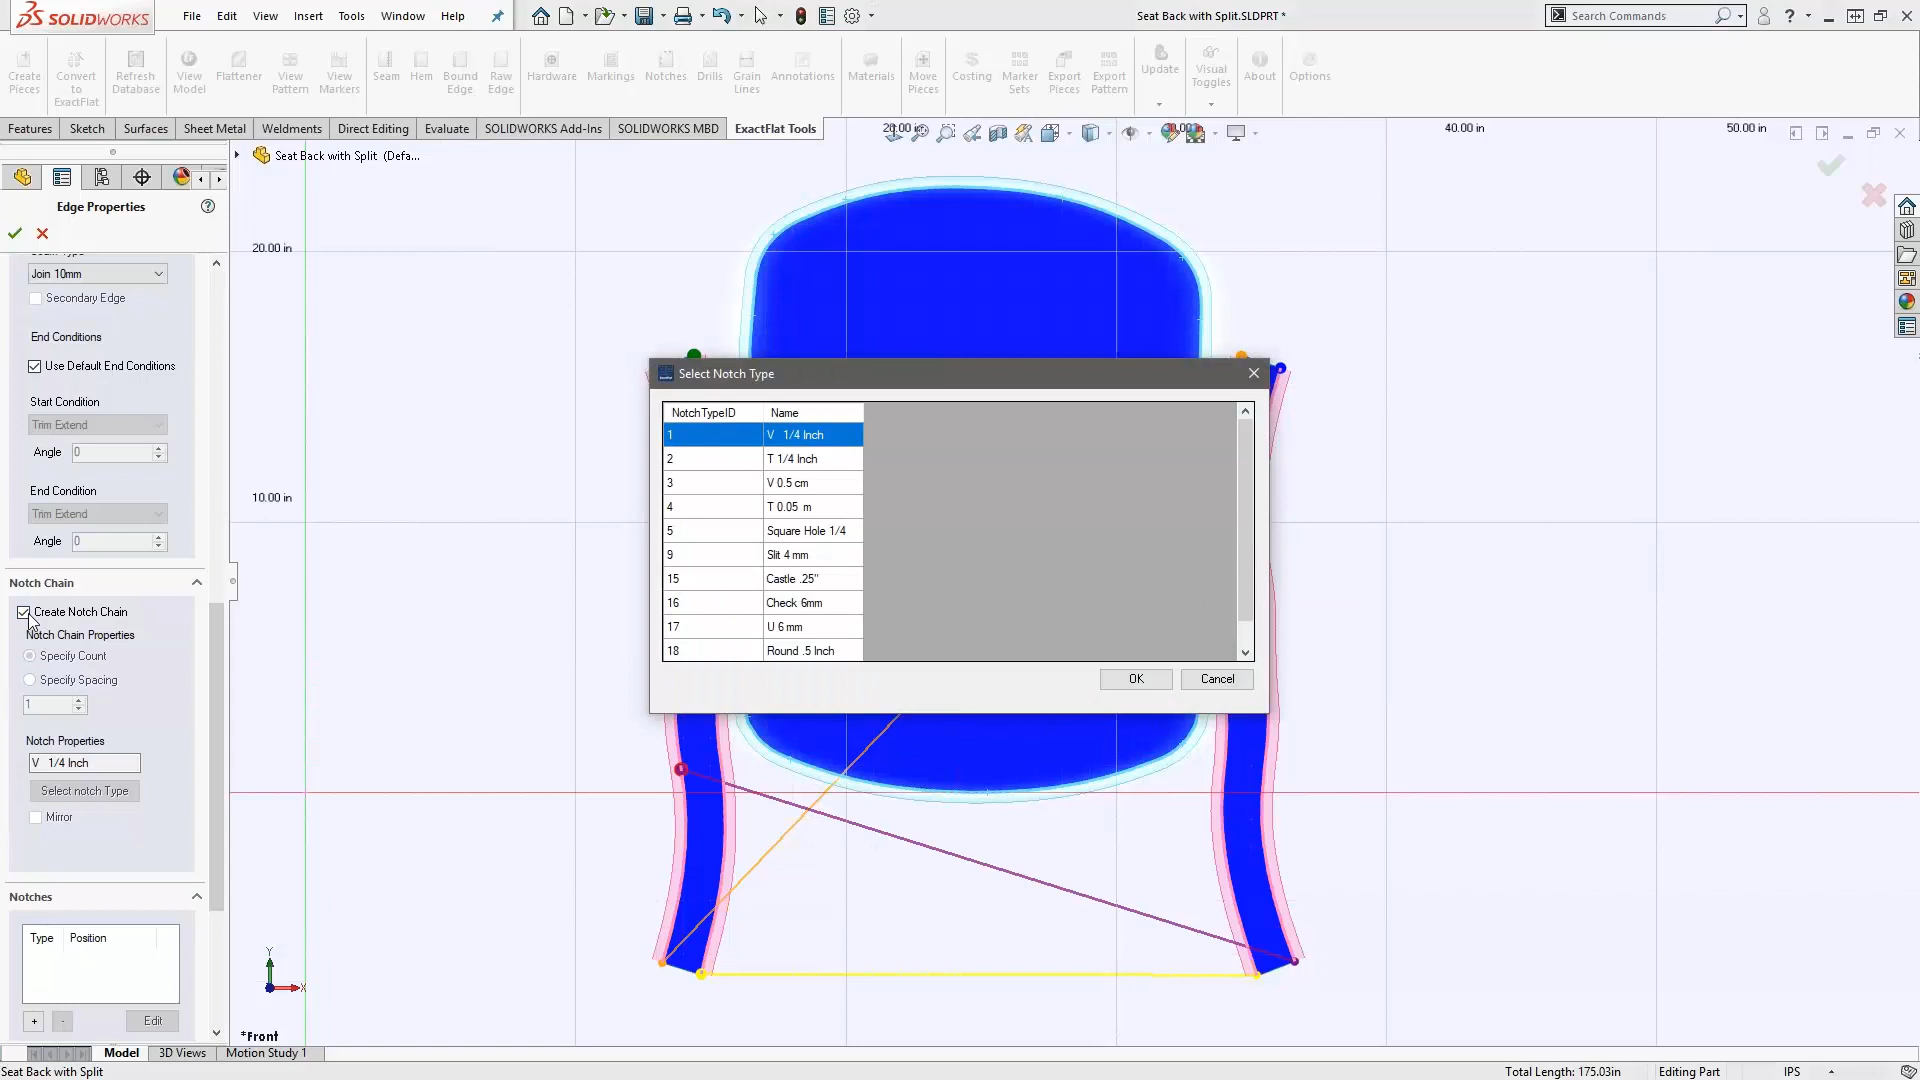 SOLIDWORKS
File Edit View Insert Tools Window Help
Seat Back with Split.SLDPRT *
Search Commands
?
Create Pieces
Convert to ExactFlat
Refresh Database
View Model
Flattener
View Pattern
View Markers
Seam
Hem
Bound Edge
Raw Edge
Hardware
Markings
Notches
Drills
Grain Lines
Annotations
Materials
Move Pieces
Costing
Marker Sets
Export Pieces
Export Pattern
Update
Visual Toggles
About
Options
Features Sketch Surfaces Sheet Metal Weldments Direct Editing Evaluate SOLIDWORKS Add-Ins SOLIDWORKS MBD ExactFlat Tools
40.00 in
50.00 in
Seat Back with Split (Defa...
Edge Properties
?
20.00 in
10.00 in
Join 10mm
Secondary Edge
End Conditions
Use Default End Conditions
Start Condition
Trim Extend
Angle 0
End Condition
Trim Extend
Angle 0
Notch Chain
Create Notch Chain
Notch Chain Properties
Specify Count
Specify Spacing
1
Notch Properties
V 1/4 Inch
Select notch Type
Mirror
Notches
Type Position
+ - Edit
Select Notch Type
NotchTypeID Name
1 V 1/4 Inch
2 T 1/4 Inch
3 V 0.5 cm
4 T 0.05 m
5 Square Hole 1/4
9 Slit 4 mm
15 Castle .25"
16 Check 6mm
17 U 6 mm
18 Round .5 Inch
OK Cancel
Y
X
*Front
Model 3D Views Motion Study 1
Seat Back with Split
Total Length: 175.03in Editing Part IPS